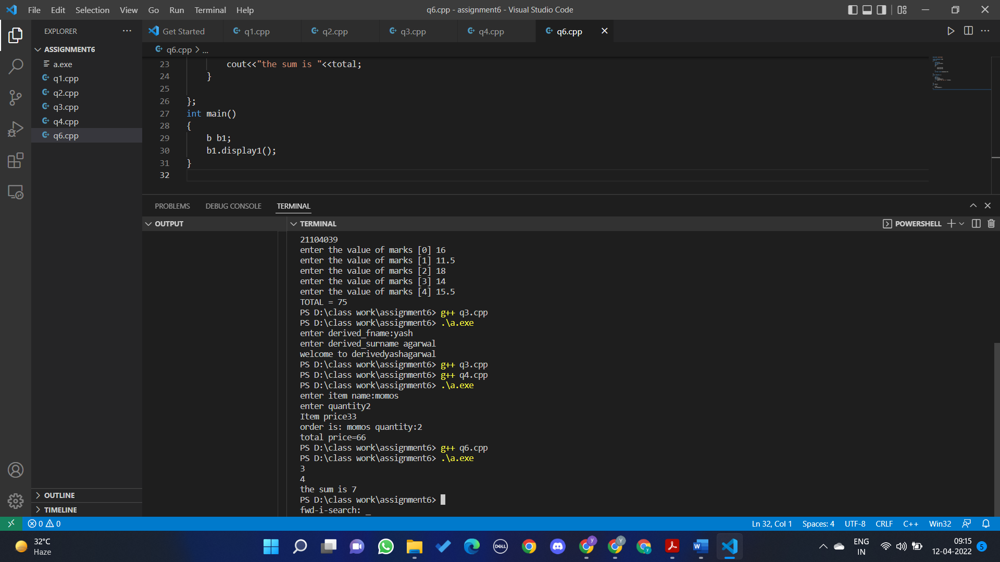 File Edit Selection View Go Run Terminal Help
q6.cpp - assignment6 - Visual Studio Code
EXPLORER
Get Started
q1.cpp
q2.cpp
q3.cpp
q4.cpp
q6.cpp
ASSIGNMENT6
a.exe
q1.cpp
q2.cpp
q3.cpp
q4.cpp
q6.cpp
q6.cpp > ...
23 cout<<"the sum is "<<total;
24 }
25
26 };
27 int main()
28 {
29 b b1;
30 b1.display1();
31 }
32
PROBLEMS DEBUG CONSOLE TERMINAL
OUTPUT
TERMINAL
POWERSHELL
21104039
enter the value of marks [0] 16
enter the value of marks [1] 11.5
enter the value of marks [2] 18
enter the value of marks [3] 14
enter the value of marks [4] 15.5
TOTAL = 75
PS D:\class work\assignment6> g++ q3.cpp
PS D:\class work\assignment6> .\a.exe
enter derived_fname:yash
enter derived_surname agarwal
welcome to derivedyashagarwal
PS D:\class work\assignment6> g++ q3.cpp
PS D:\class work\assignment6> g++ q4.cpp
PS D:\class work\assignment6> .\a.exe
enter item name:momos
enter quantity2
Item price33
order is: momos quantity:2
total price=66
PS D:\class work\assignment6> g++ q6.cpp
PS D:\class work\assignment6> .\a.exe
3
4
the sum is 7
PS D:\class work\assignment6>
fwd-i-search: _
OUTLINE
TIMELINE
0 0
Ln 32, Col 1 Spaces: 4 UTF-8 CRLF C++ Win32
32°C
Haze
DELL
ENG
IN
09:15
12-04-2022
5